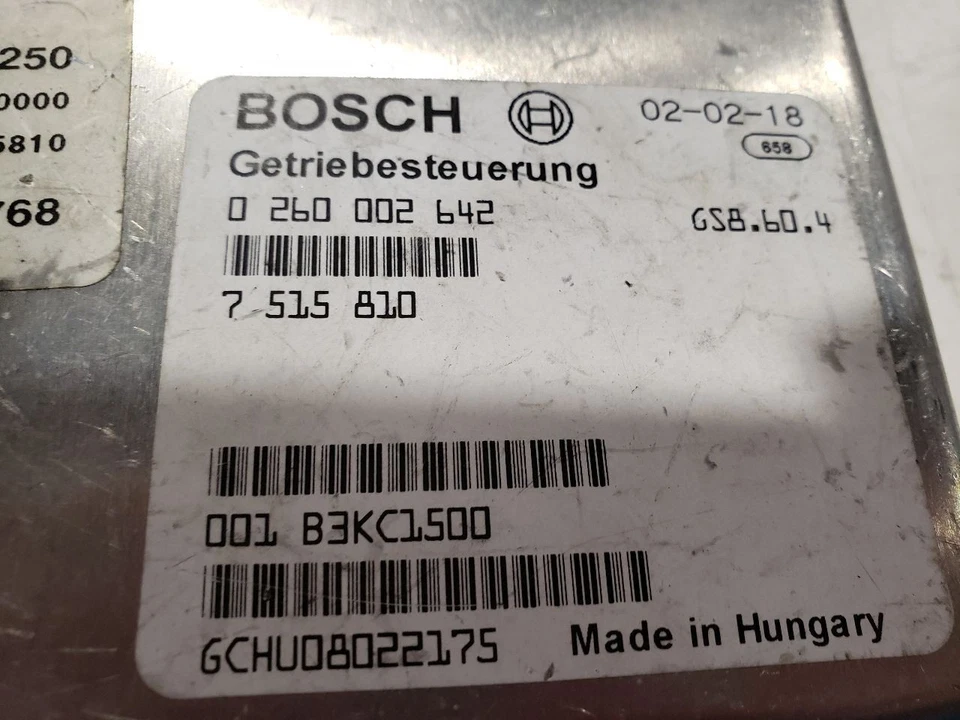 250
0000
5810
768
BOSCH 02-02-18
658
Getriebesteuerung
0 260 002 642 GS8.60.4
7 515 810
001 B3KC1500
GCHU08022175 Made in Hungary